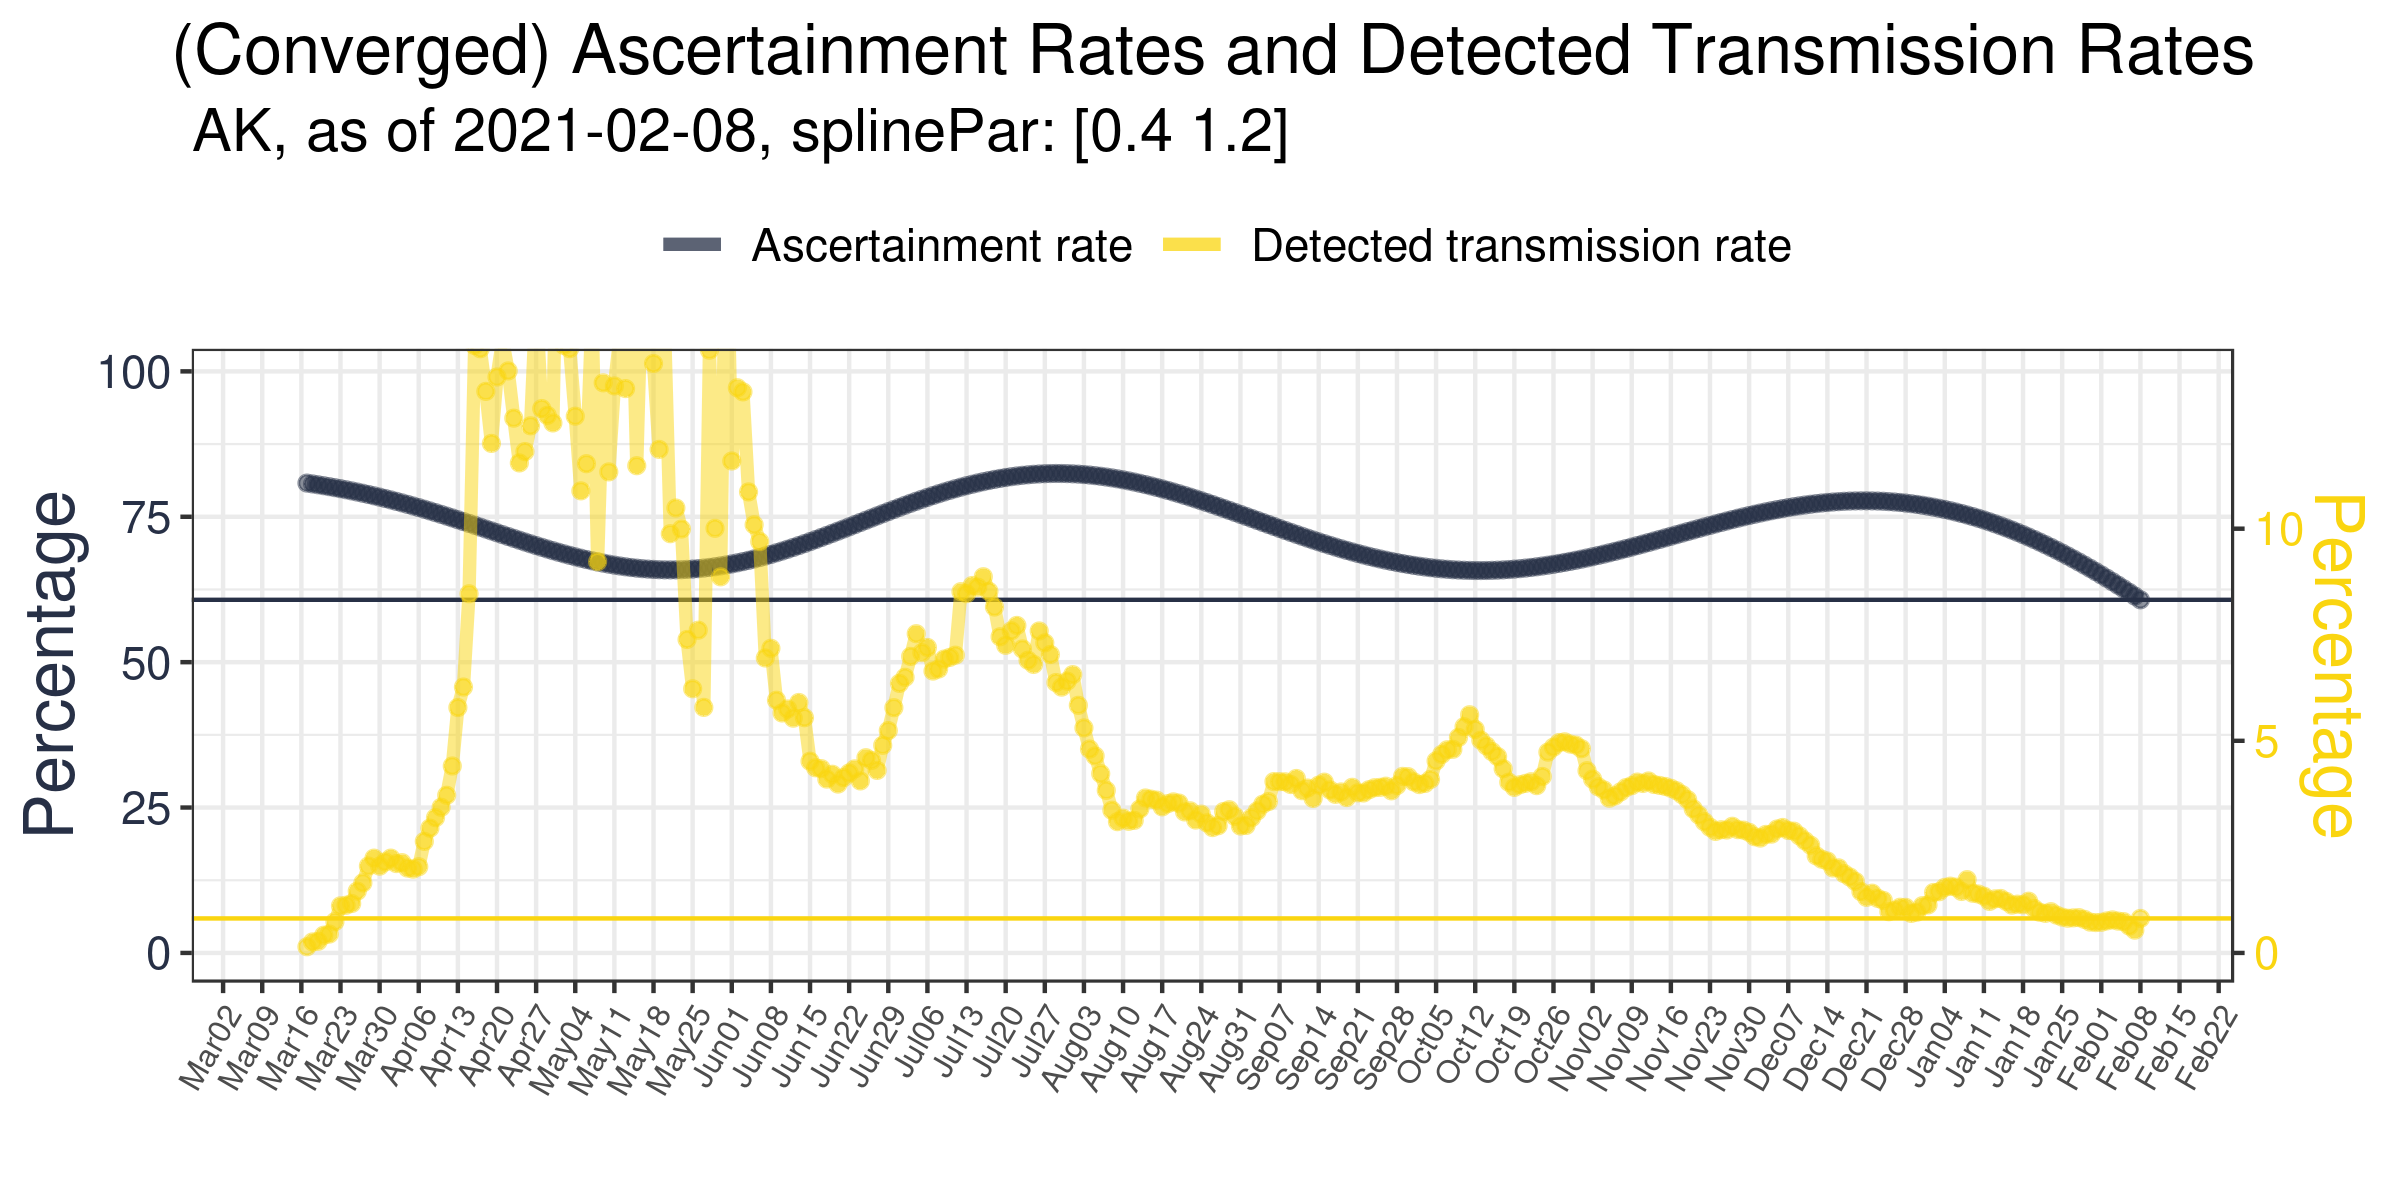 (Converged) Ascertainment Rates and Detected Transmission Rates
AK, as of 2021-02-08, splinePar: [0.4 1.2]
Ascertainment rate Detected transmission rate
Percentage
100
75
50
25
0
10
5
0
Percentage
Mar02 Mar09 Mar16 Mar23 Mar30 Apr06 Apr13 Apr20 Apr27 May04 May11 May18 May25 Jun01 Jun08 Jun15 Jun22 Jun29 Jul06 Jul13 Jul20 Jul27 Aug03 Aug10 Aug17 Aug24 Aug31 Sep07 Sep14 Sep21 Sep28 Oct05 Oct12 Oct19 Oct26 Nov02 Nov09 Nov16 Nov23 Nov30 Dec07 Dec14 Dec21 Dec28 Jan04 Jan11 Jan18 Jan25 Feb01 Feb08 Feb15 Feb22